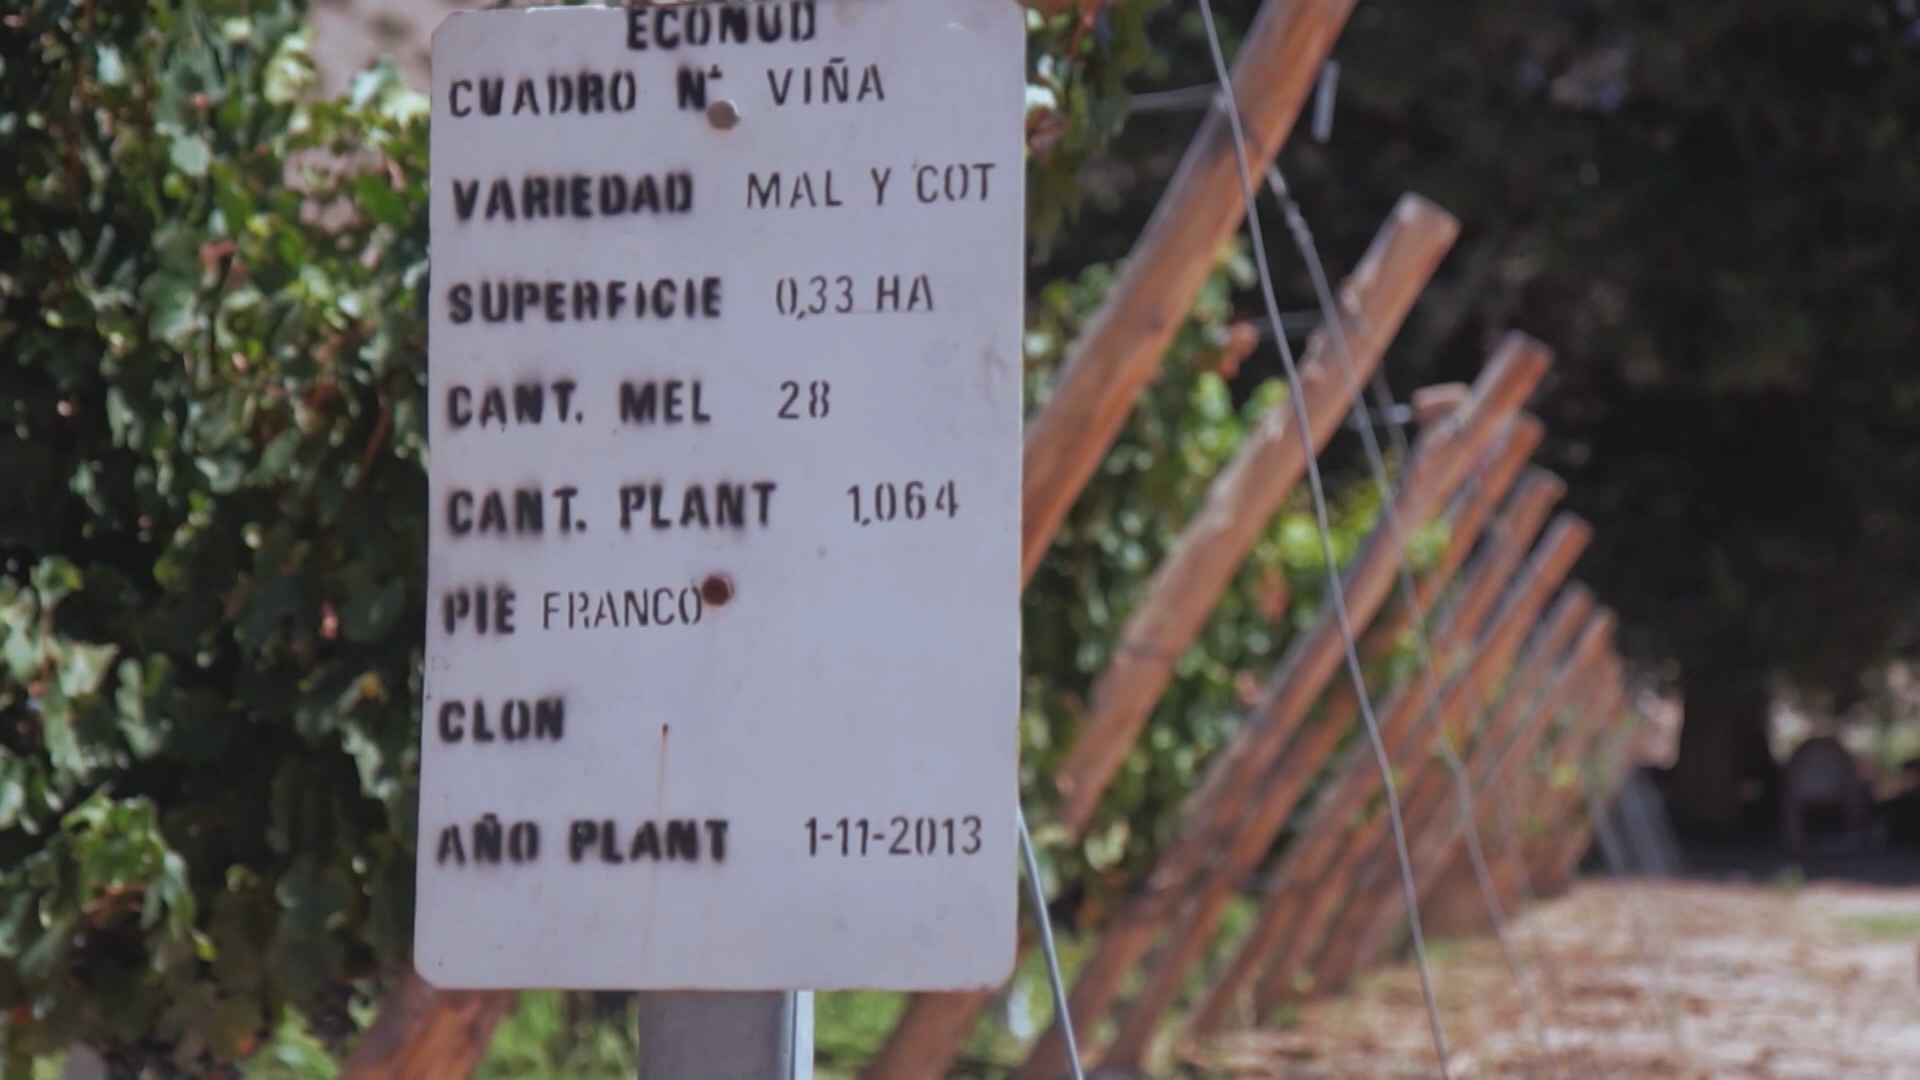 ECONUD
CUADRO N° VIÑA
VARIEDAD MAL Y COT
SUPERFICIE 0,33 HA
CANT. MEL 28
CANT. PLANT 1,064
PIE FRANCO
CLON
AÑO PLANT 1-11-2013